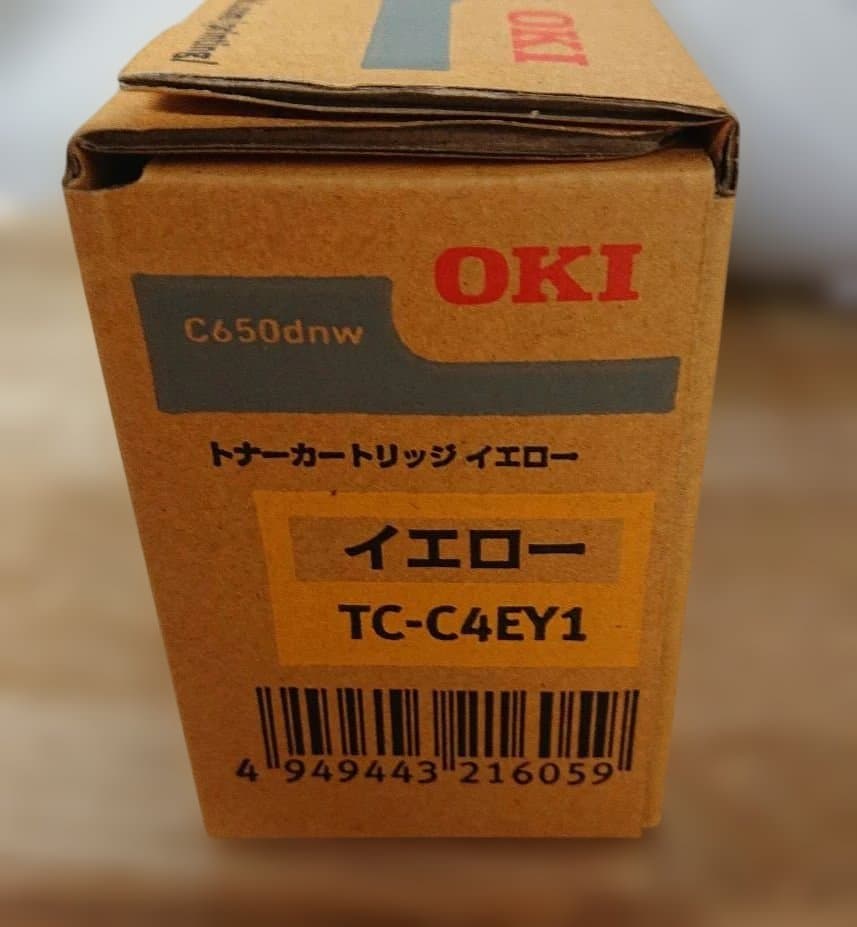 OKI
OKI
C650dnw
トナーカートリッジ イエロー
イエロー
TC-C4EY1
4 949443 216059